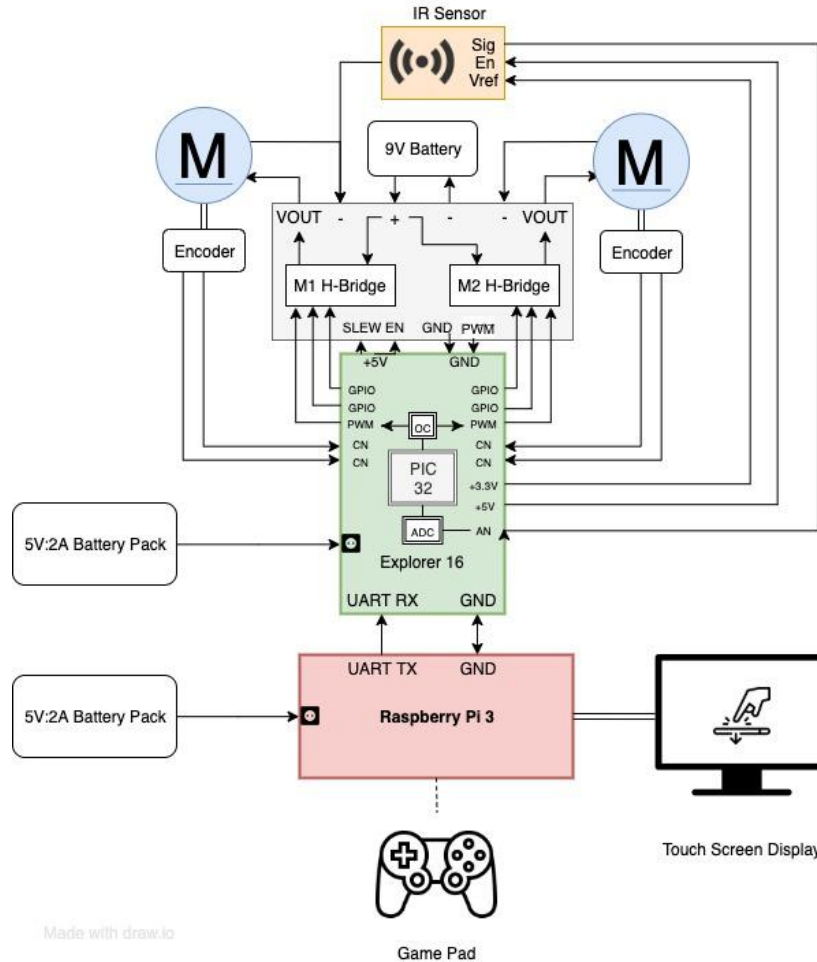 IR Sensor
Sig
En
Vref
M
9V Battery
M
VOUT - + - - VOUT
Encoder
Encoder
M1 H-Bridge
M2 H-Bridge
SLEW EN GND PWM
+5V GND
GPIO
GPIO
PWM
CN
CN
OC
PIC
32
ADC
GPIO
GPIO
PWM
CN
CN
+3.3V
+5V
AN
Explorer 16
5V:2A Battery Pack
UART RX GND
UART TX GND
Raspberry Pi 3
5V:2A Battery Pack
Touch Screen Display
Game Pad
Made with draw.io